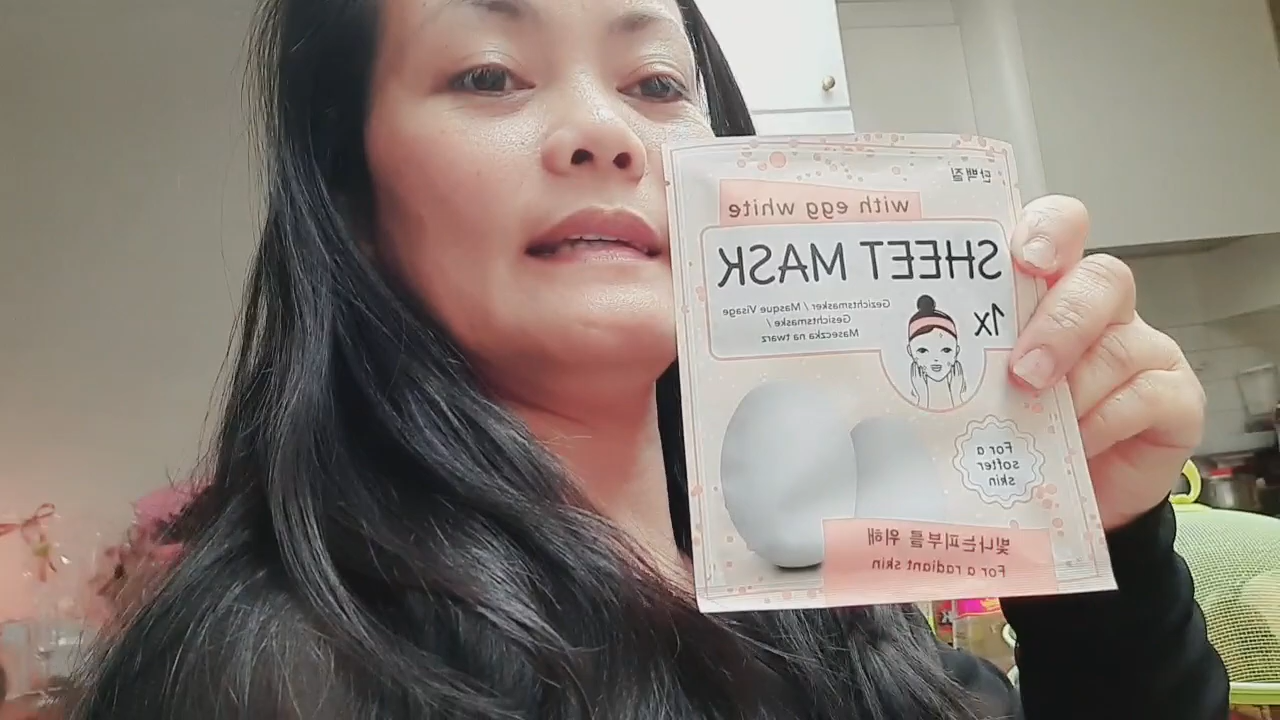 단백질
with egg white
SHEET MASK
1x
Gezichtsmasker / Masque Visage
Gesichtsmaske /
Maseczka na twarz
For a
softer
skin
빛나는피부를 위해
For a radiant skin